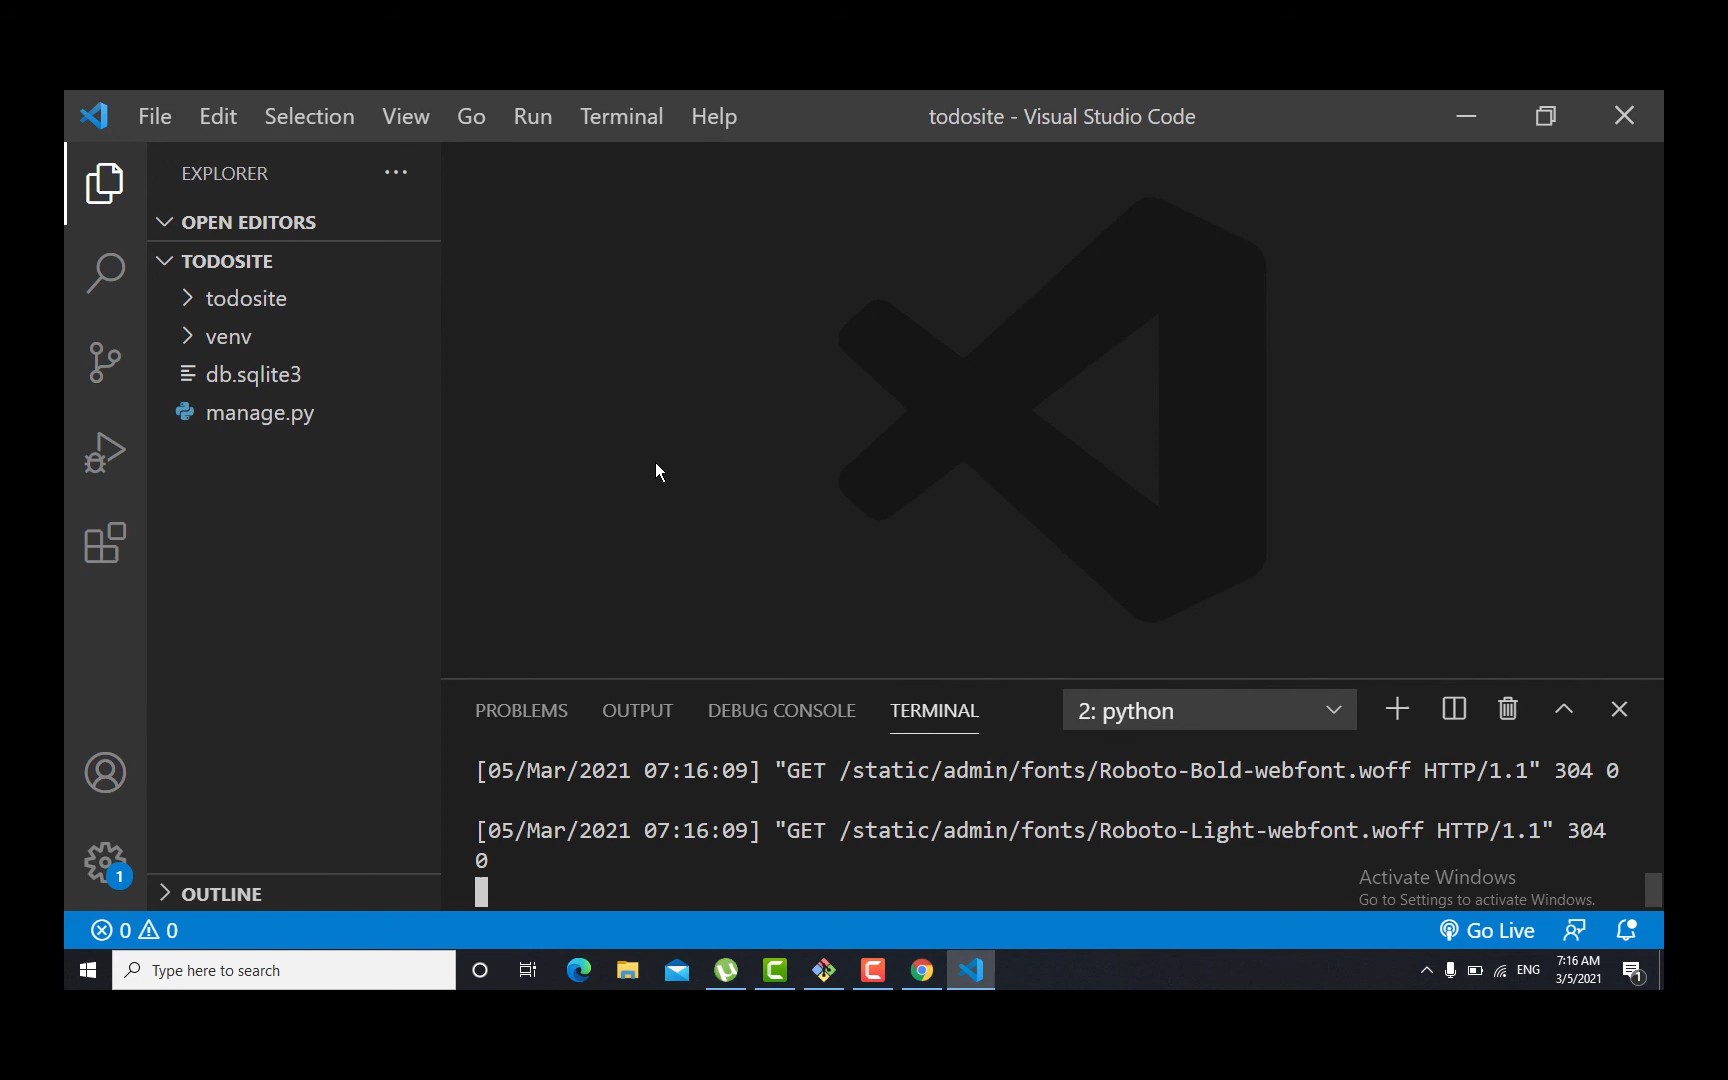 File Edit Selection View Go Run Terminal Help todosite - Visual Studio Code
EXPLORER
OPEN EDITORS
TODOSITE
todosite
venv
db.sqlite3
manage.py
OUTLINE
PROBLEMS OUTPUT DEBUG CONSOLE TERMINAL 2: python
[05/Mar/2021 07:16:09] "GET /static/admin/fonts/Roboto-Bold-webfont.woff HTTP/1.1" 304 0
[05/Mar/2021 07:16:09] "GET /static/admin/fonts/Roboto-Light-webfont.woff HTTP/1.1" 304
0
Activate Windows
Go to Settings to activate Windows.
1
0 0 Go Live
Type here to search ENG 7:16 AM
3/5/2021
1